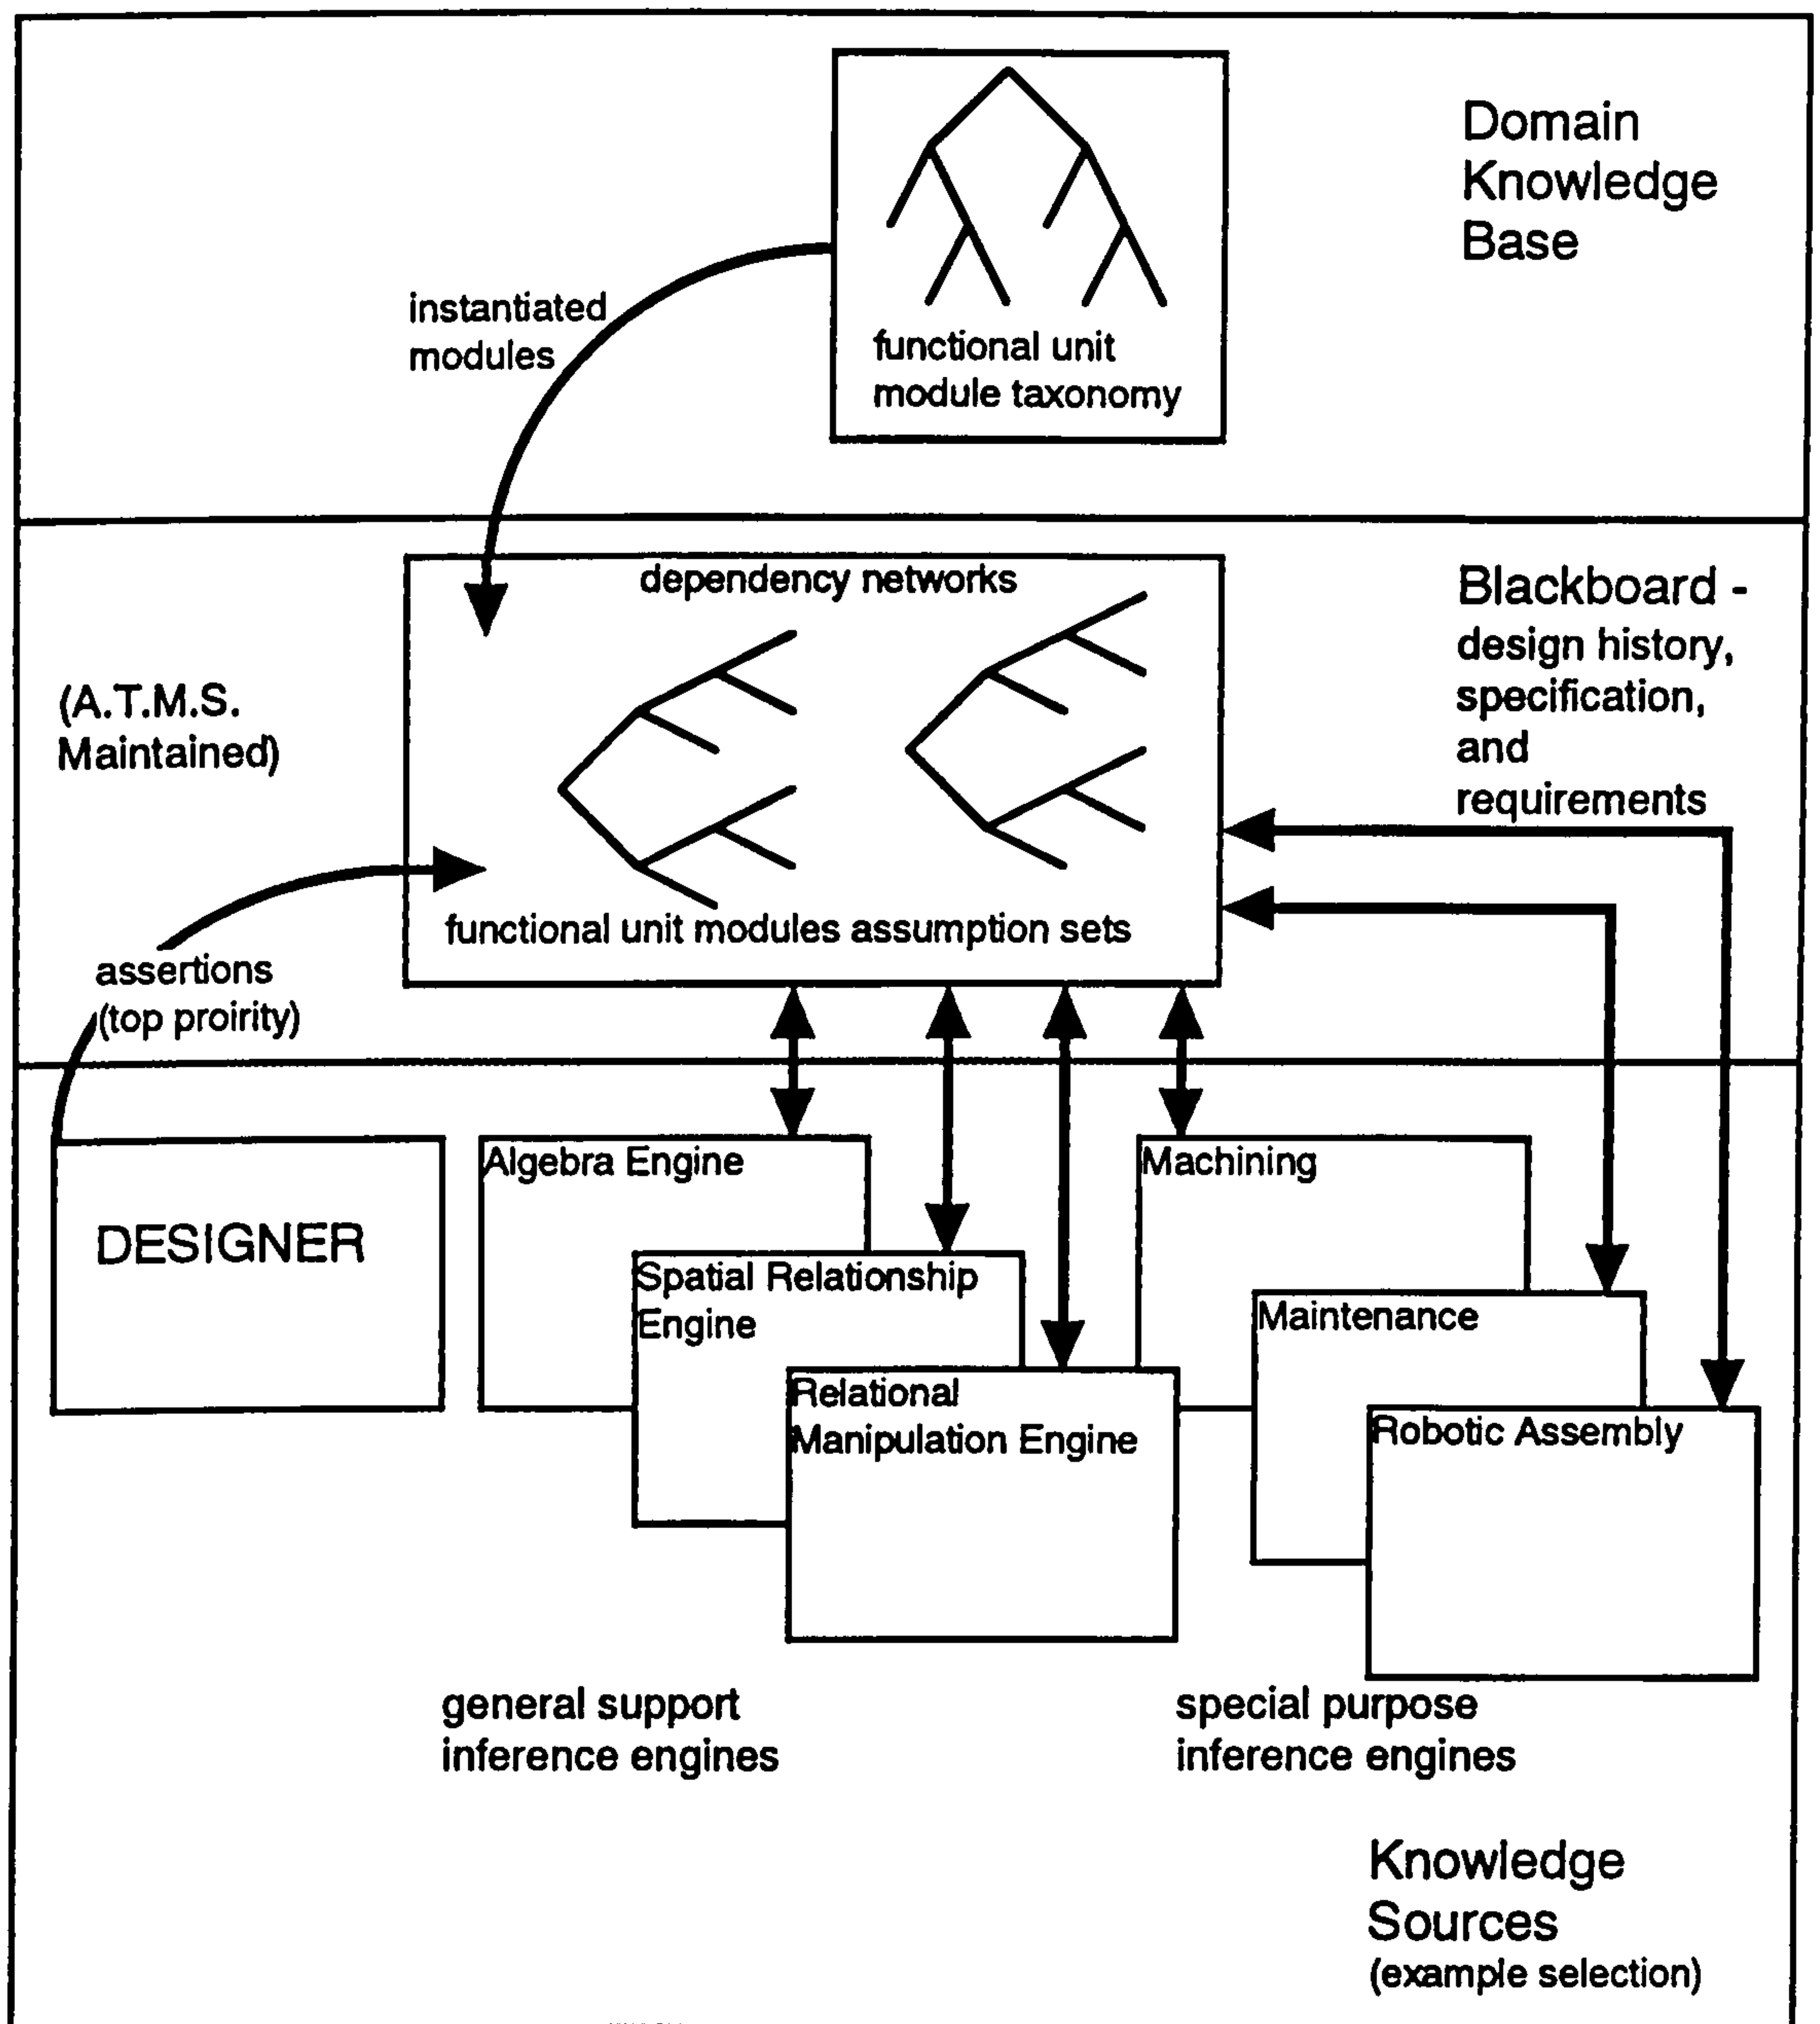 Domain
Knowledge
Base
instantiated
modules
functional unit
module taxonomy
dependency networks
Blackboard -
design history,
specification,
and
requirements
(A.T.M.S.
Maintained)
functional unit modules assumption sets
assertions
(top proirity)
DESIGNER
Algebra Engine
Spatial Relationship
Engine
Relational
Manipulation Engine
Machining
Maintenance
Robotic Assembly
general support
inference engines
special purpose
inference engines
Knowledge
Sources
(example selection)